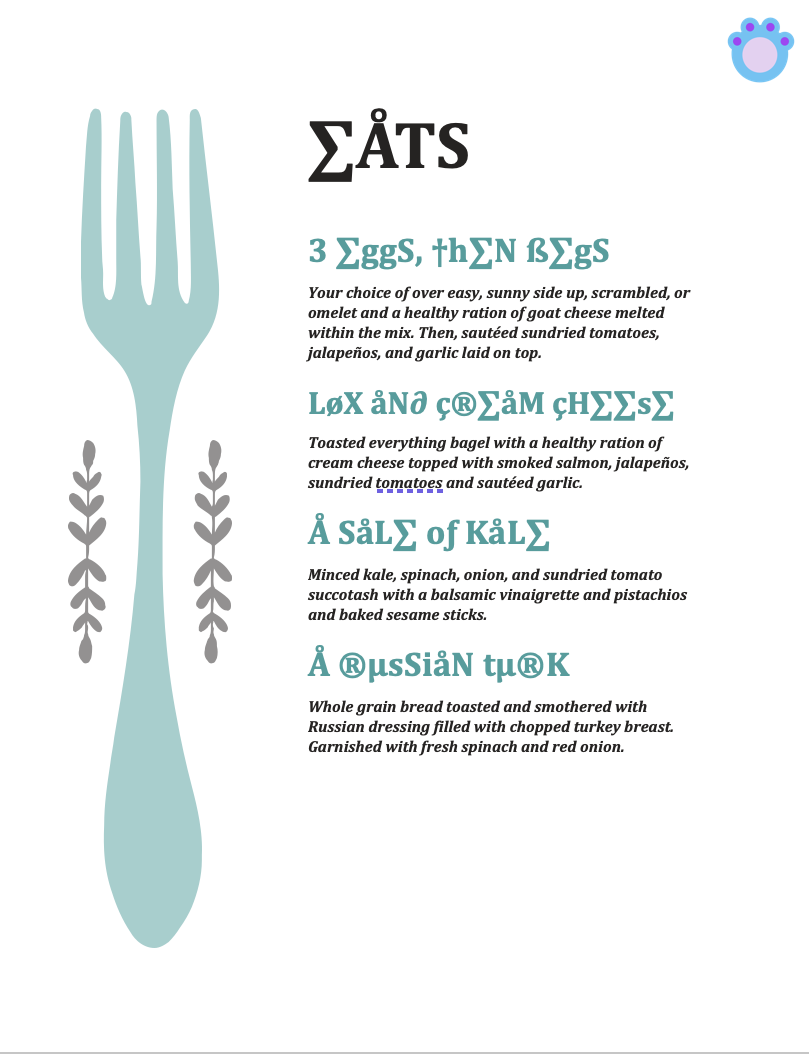 ∑ÅTS
3 ∑ggS, †h∑N ß∑gS
Your choice of over easy, sunny side up, scrambled, or
omelet and a healthy ration of goat cheese melted
within the mix. Then, sautéed sundried tomatoes,
jalapeños, and garlic laid on top.
LøX åN∂ ç®∑åM çH∑∑s∑
Toasted everything bagel with a healthy ration of
cream cheese topped with smoked salmon, jalapeños,
sundried tomatoes and sautéed garlic.
Å SåL∑ of KåL∑
Minced kale, spinach, onion, and sundried tomato
succotash with a balsamic vinaigrette and pistachios
and baked sesame sticks.
Å ®µsSiåN tµ®K
Whole grain bread toasted and smothered with
Russian dressing filled with chopped turkey breast.
Garnished with fresh spinach and red onion.